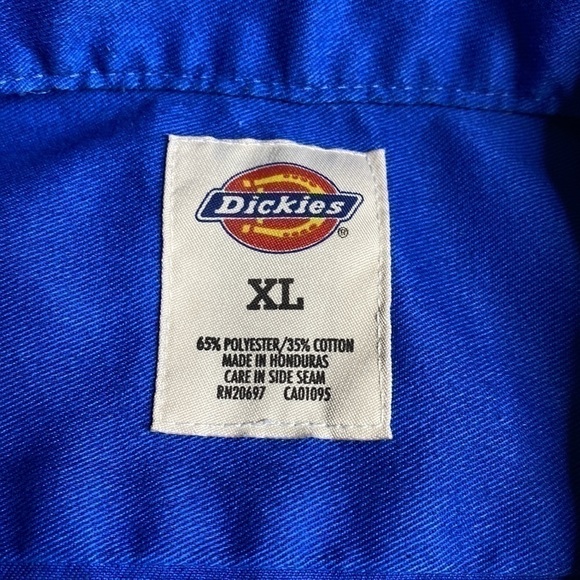 Dickies
®
XL
65% POLYESTER/35% COTTON
MADE IN HONDURAS
CARE IN SIDE SEAM
RN20697 CA01095